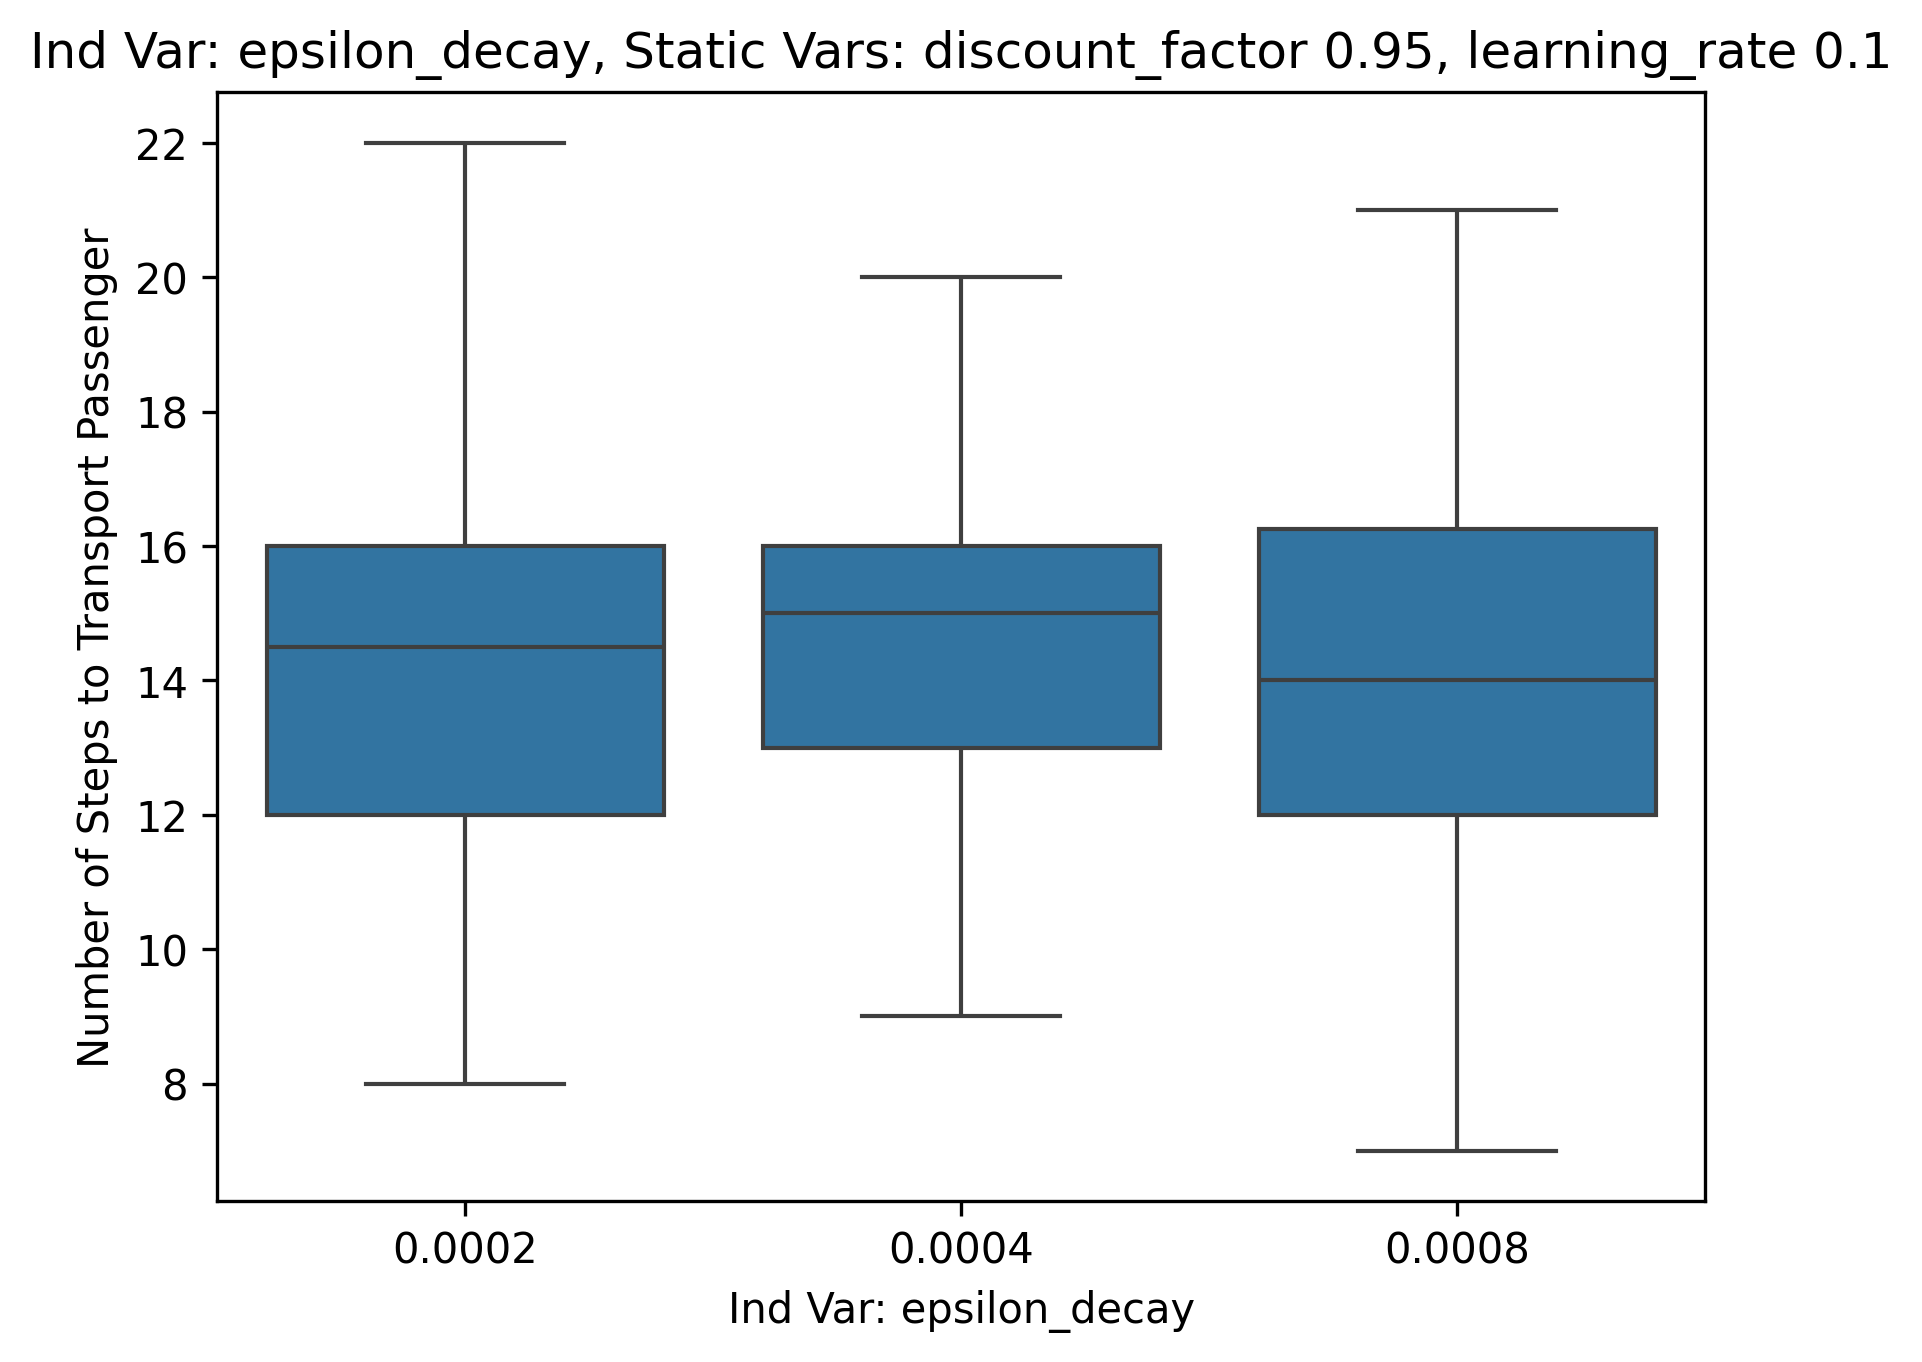 Ind Var: epsilon_decay, Static Vars: discount_factor 0.95, learning_rate 0.1
Number of Steps to Transport Passenger
22
20
18
16
14
12
10
8
0.0002 0.0004 0.0008
Ind Var: epsilon_decay